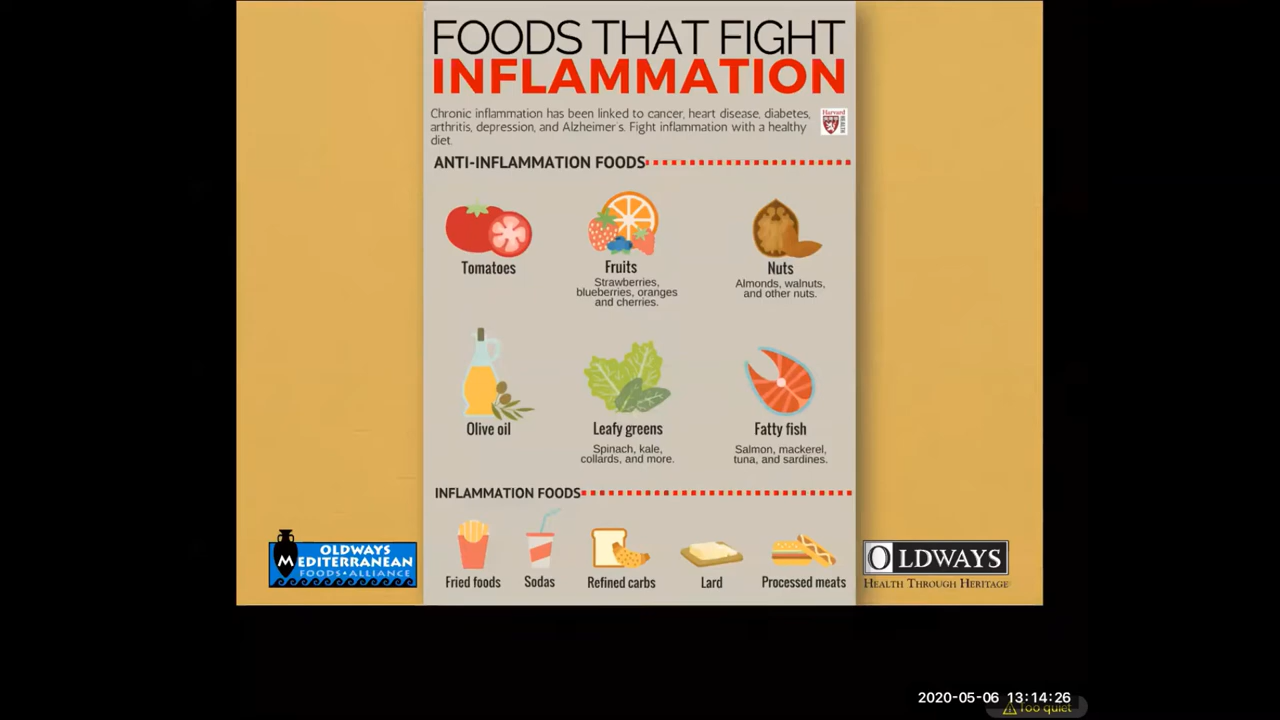 FOODS THAT FIGHT
INFLAMMATION
Chronic inflammation has been linked to cancer, heart disease, diabetes,
arthritis, depression, and Alzheimer's. Fight inflammation with a healthy
diet.
Harvard
HEALTH
ANTI-INFLAMMATION FOODS
Tomatoes
Fruits
Strawberries,
blueberries, oranges
and cherries.
Nuts
Almonds, walnuts,
and other nuts.
Olive oil
Leafy greens
Spinach, kale,
collards, and more.
Fatty fish
Salmon, mackerel,
tuna, and sardines.
INFLAMMATION FOODS
Fried foods
Sodas
Refined carbs
Lard
Processed meats
OLDWAYS
MEDITERRANEAN
FOODS ALLIANCE
OLDWAYS
HEALTH THROUGH HERITAGE
2020-05-06 13:14:26
Too quiet